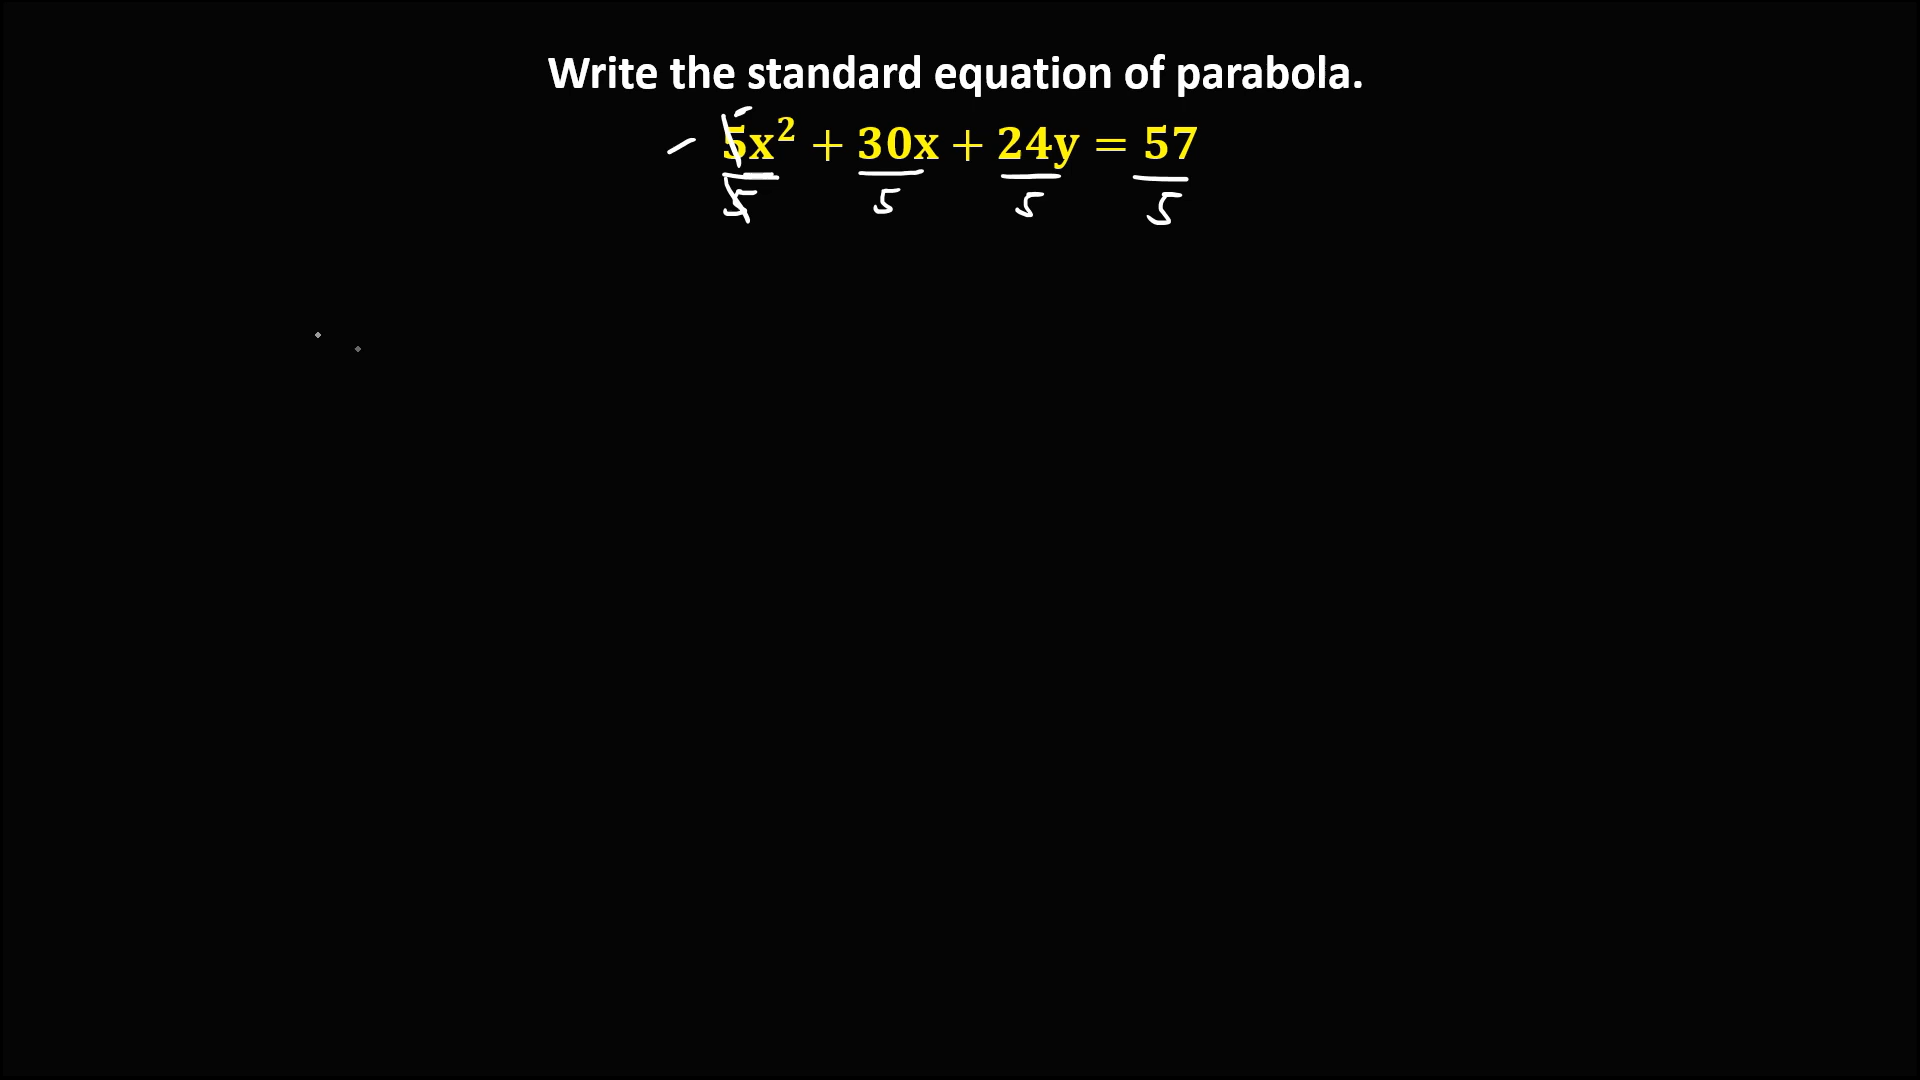 Write the standard equation of parabola.
5x² + 30x + 24y = 57
5 5 5 5